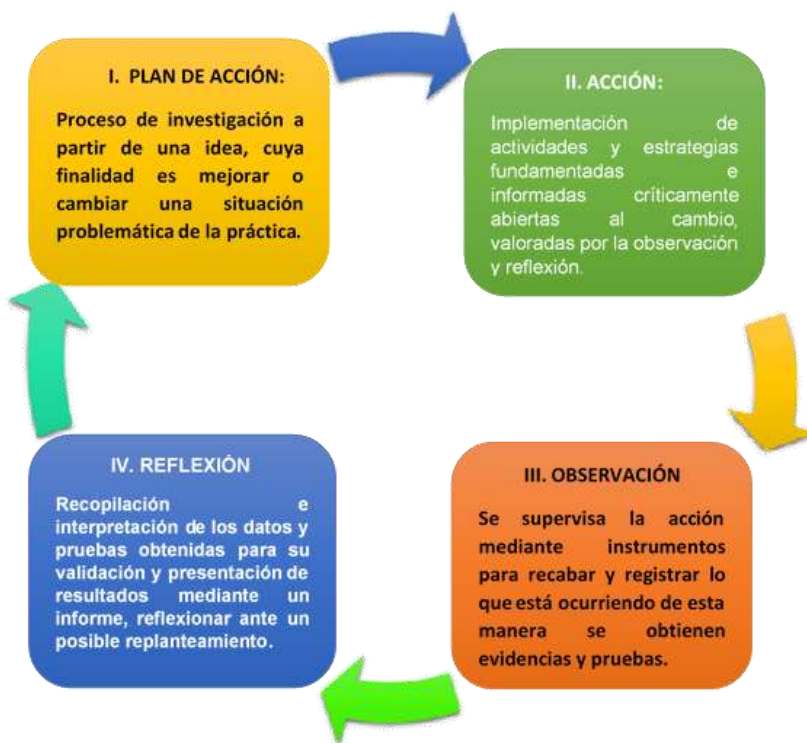 I. PLAN DE ACCIÓN:
Proceso de investigación a
partir de una idea, cuya
finalidad es mejorar o
cambiar una situación
problemática de la práctica.
II. ACCIÓN:
Implementación de
actividades y estrategias
fundamentadas e
informadas críticamente
abiertas al cambio,
valoradas por la observación
y reflexión.
III. OBSERVACIÓN
Se supervisa la acción
mediante instrumentos
para recabar y registrar lo
que está ocurriendo de esta
manera se obtienen
evidencias y pruebas.
IV. REFLEXIÓN
Recopilación e
interpretación de los datos y
pruebas obtenidas para su
validación y presentación de
resultados mediante un
informe, reflexionar ante un
posible replanteamiento.